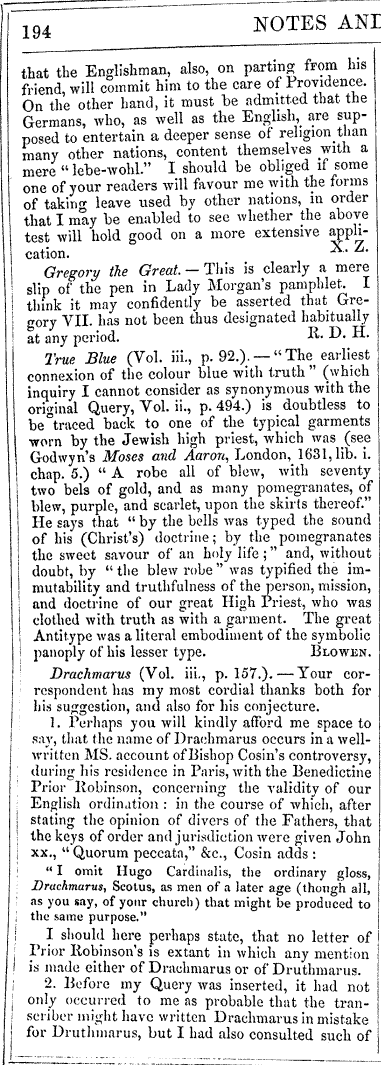 194 NOTES AND
that the Englishman, also, on parting from his
friend, will commit him to the care of Providence.
On the other hand, it must be admitted that the
Germans, who, as well as the English, are sup-
posed to entertain a deeper sense of religion than
many other nations, content themselves with a
mere "lebe-wohl." I should be obliged if some
one of your readers will favour me with the forms
of taking leave used by other nations, in order
that I may be enabled to see whether the above
test will hold good on a more extensive appli-
cation. X. Z.
Gregory the Great. — This is clearly a mere
slip of the pen in Lady Morgan's pamphlet. I
think it may confidently be asserted that Gre-
gory VII. has not been thus designated habitually
at any period. R. D. H.
True Blue (Vol. iii., p. 92.). — "The earliest
connexion of the colour blue with truth" (which
inquiry I cannot consider as synonymous with the
original Query, Vol. ii., p. 494.) is doubtless to
be traced back to one of the typical garments
worn by the Jewish high priest, which was (see
Godwyn's Moses and Aaron, London, 1631, lib. i.
chap. 5.) "A robe all of blew, with seventy
two bels of gold, and as many pomegranates, of
blew, purple, and scarlet, upon the skirts thereof."
He says that "by the bells was typed the sound
of his (Christ's) doctrine; by the pomegranates
the sweet savour of an holy life;" and, without
doubt, by "the blew robe" was typified the im-
mutability and truthfulness of the person, mission,
and doctrine of our great High Priest, who was
clothed with truth as with a garment. The great
Antitype was a literal embodiment of the symbolic
panoply of his lesser type. BLOWEN.
Drachmarus (Vol. iii., p. 157.). — Your cor-
respondent has my most cordial thanks both for
his suggestion, and also for his conjecture.
1. Perhaps you will kindly afford me space to
say, that the name of Drachmarus occurs in a well-
written MS. account of Bishop Cosin's controversy,
during his residence in Paris, with the Benedictine
Prior Robinson, concerning the validity of our
English ordination: in the course of which, after
stating the opinion of divers of the Fathers, that
the keys of order and jurisdiction were given John
xx., "Quorum peccata," &c., Cosin adds:
"I omit Hugo Cardinalis, the ordinary gloss,
Drachmarus, Scotus, as men of a later age (though all,
as you say, of your church) that might be produced to
the same purpose."
I should here perhaps state, that no letter of
Prior Robinson's is extant in which any mention
is made either of Drachmarus or of Druthmarus.
2. Before my Query was inserted, it had not
only occurred to me as probable that the tran-
scriber might have written Drachmarus in mistake
for Druthmarus, but I had also consulted such of